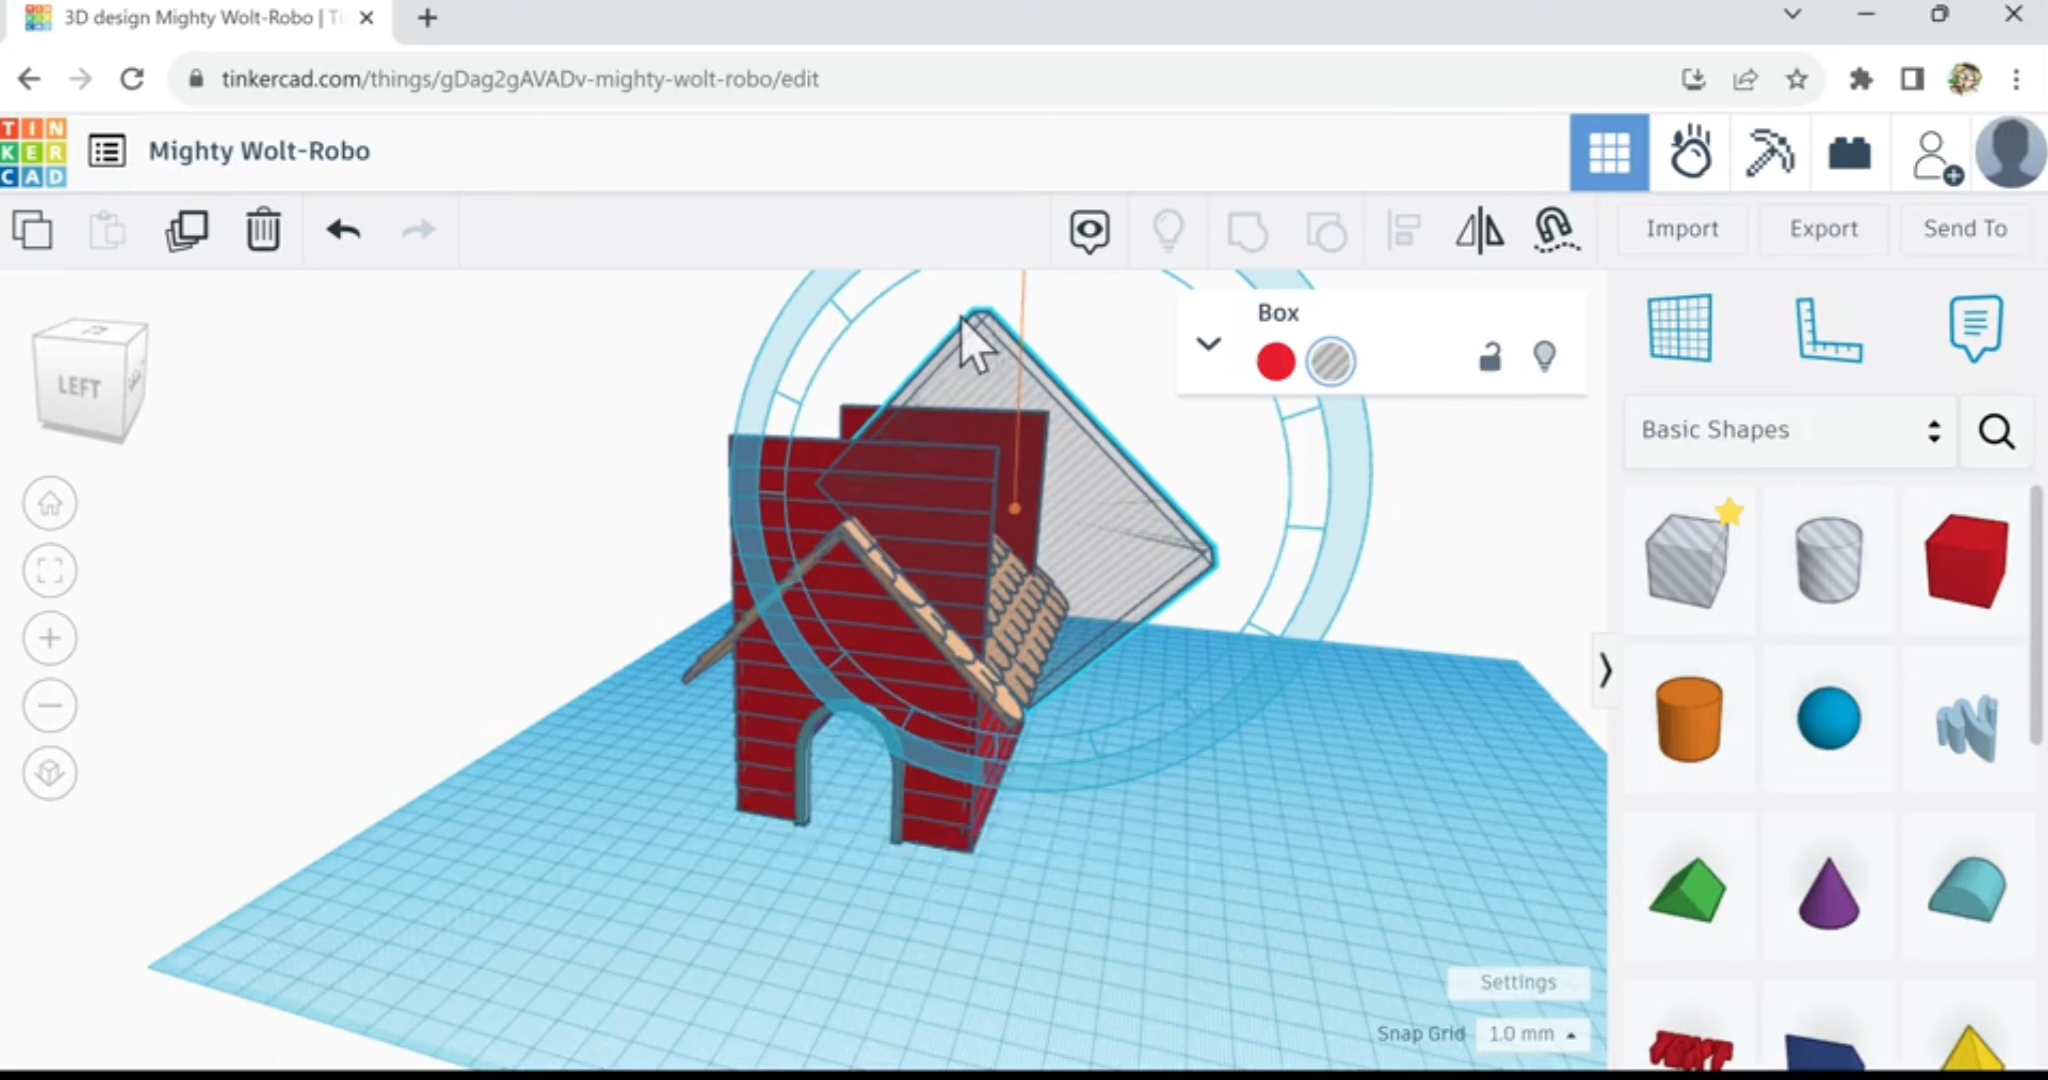 3D design Mighty Wolt-Robo | Ti
tinkercad.com/things/gDag2gAVADv-mighty-wolt-robo/edit
TIN
KER
CAD
Mighty Wolt-Robo
Import
Export
Send To
Box
LEFT
Basic Shapes
TEXT
Settings
Snap Grid 1.0 mm